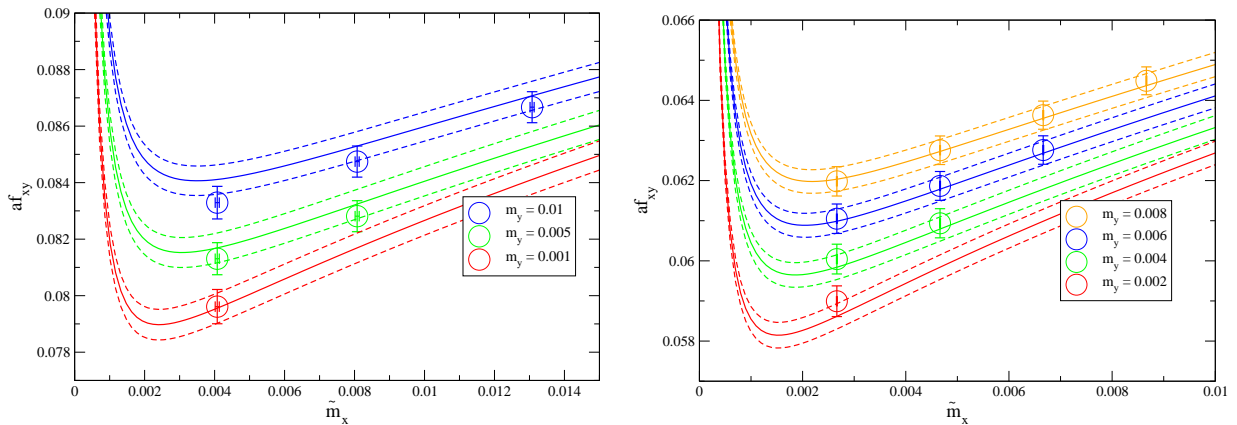 0.09
0.088
0.086
0.084
0.082
0.08
0.078
af_xy
0 0.002 0.004 0.006 0.008 0.01 0.012 0.014
m̃_x
m_y = 0.01
m_y = 0.005
m_y = 0.001
0.066
0.064
0.062
0.06
0.058
af_xy
0 0.002 0.004 0.006 0.008 0.01
m̃_x
m_y = 0.008
m_y = 0.006
m_y = 0.004
m_y = 0.002